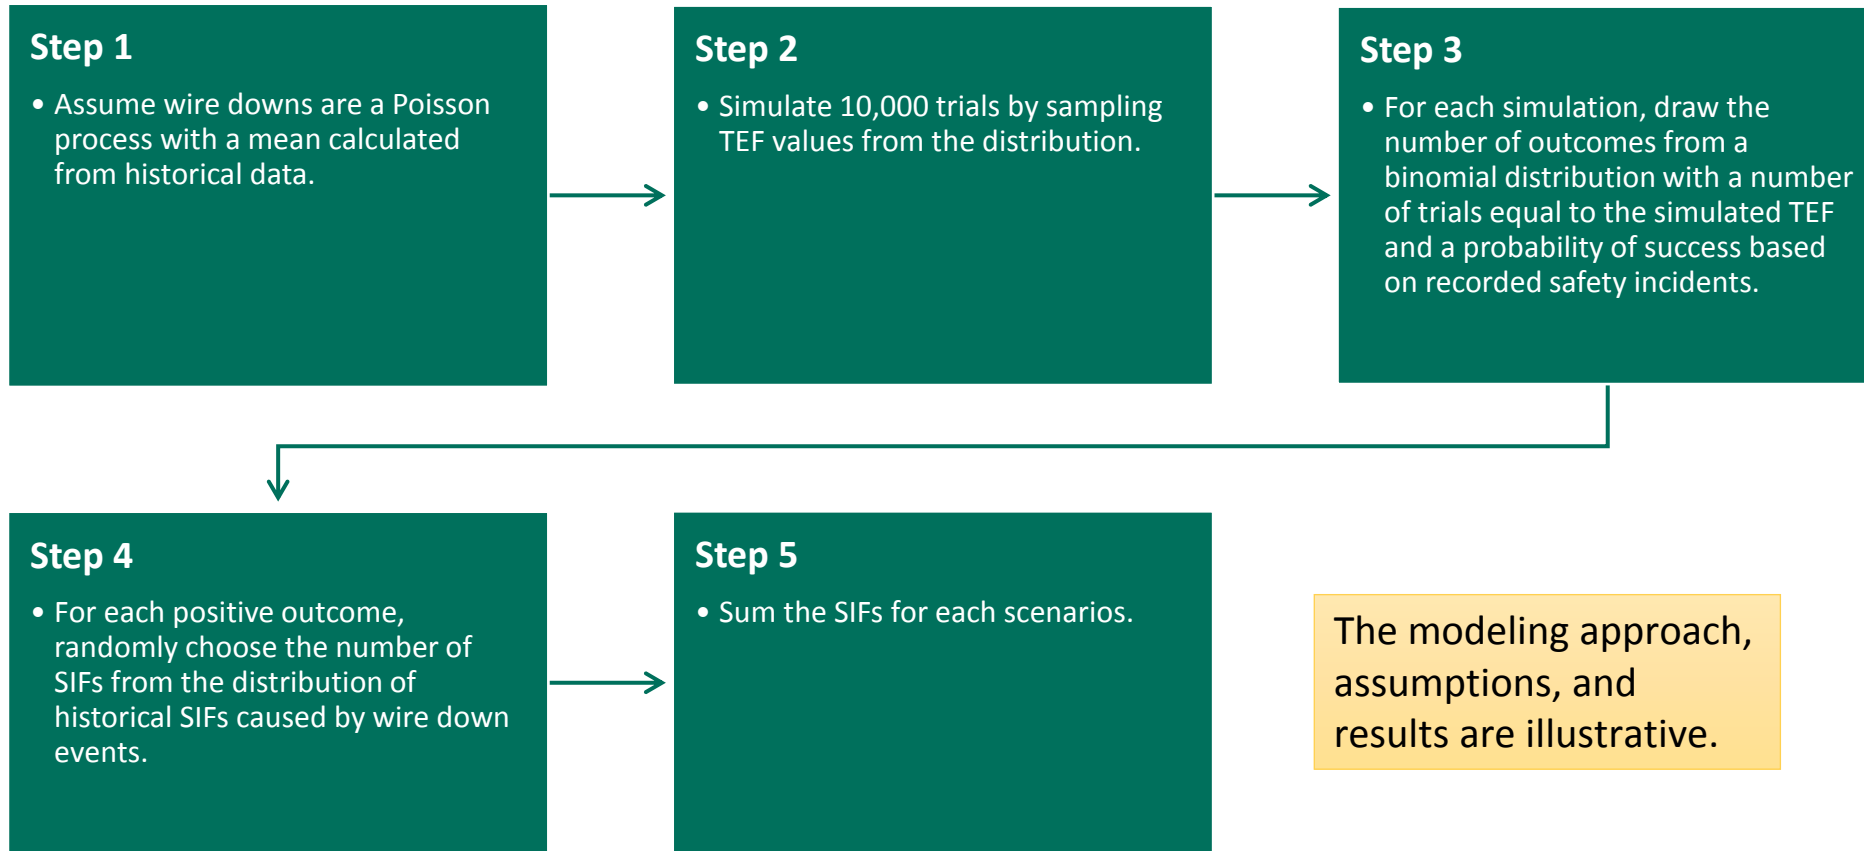 Step 1
• Assume wire downs are a Poisson
process with a mean calculated
from historical data.
Step 2
• Simulate 10,000 trials by sampling
TEF values from the distribution.
Step 3
• For each simulation, draw the
number of outcomes from a
binomial distribution with a number
of trials equal to the simulated TEF
and a probability of success based
on recorded safety incidents.
Step 4
• For each positive outcome,
randomly choose the number of
SIFs from the distribution of
historical SIFs caused by wire down
events.
Step 5
• Sum the SIFs for each scenarios.
The modeling approach,
assumptions, and
results are illustrative.